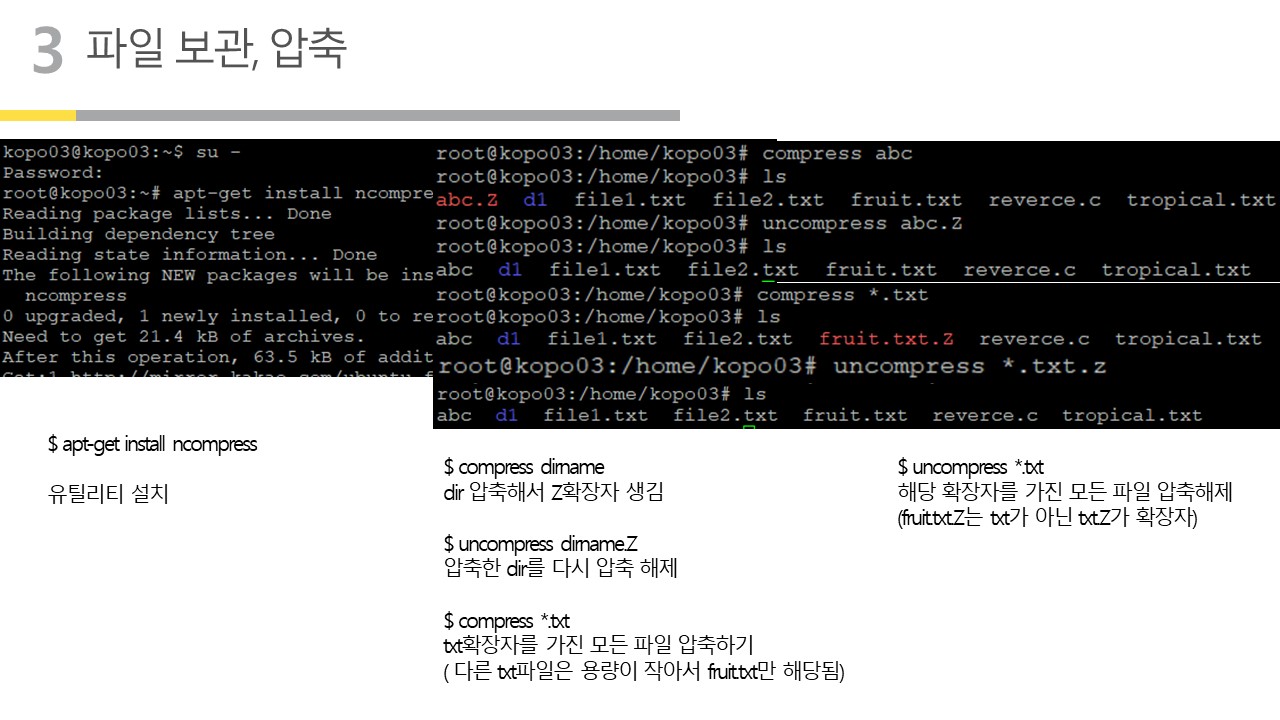 3 파일 보관, 압축
kopo03@kopo03:~$ su -
Password:
root@kopo03:~# apt-get install ncompre
Reading package lists... Done
Building dependency tree
Reading state information... Done
The following NEW packages will be ins
ncompress
0 upgraded, 1 newly installed, 0 to re
Need to get 21.4 kB of archives.
After this operation, 63.5 kB of addit
root@kopo03:/home/kopo03# compress abc
root@kopo03:/home/kopo03# ls
abc.Z d1 file1.txt file2.txt fruit.txt reverce.c tropical.txt
root@kopo03:/home/kopo03# uncompress abc.Z
root@kopo03:/home/kopo03# ls
abc d1 file1.txt file2.txt fruit.txt reverce.c tropical.txt
root@kopo03:/home/kopo03# compress *.txt
root@kopo03:/home/kopo03# ls
abc d1 file1.txt file2.txt fruit.txt.Z reverce.c tropical.txt
root@kopo03:/home/kopo03# uncompress *.txt.z
root@kopo03:/home/kopo03# ls
abc d1 file1.txt file2.txt fruit.txt reverce.c tropical.txt
$ apt-get install ncompress
유틸리티 설치
$ compress dirname
dir 압축해서 Z확장자 생김
$ uncompress dirname.Z
압축한 dir를 다시 압축 해제
$ compress *.txt
txt확장자를 가진 모든 파일 압축하기
( 다른 txt파일은 용량이 작아서 fruit.txt만 해당됨)
$ uncompress *.txt
해당 확장자를 가진 모든 파일 압축해제
(fruit.txt.Z는 txt가 아닌 txt.Z가 확장자)